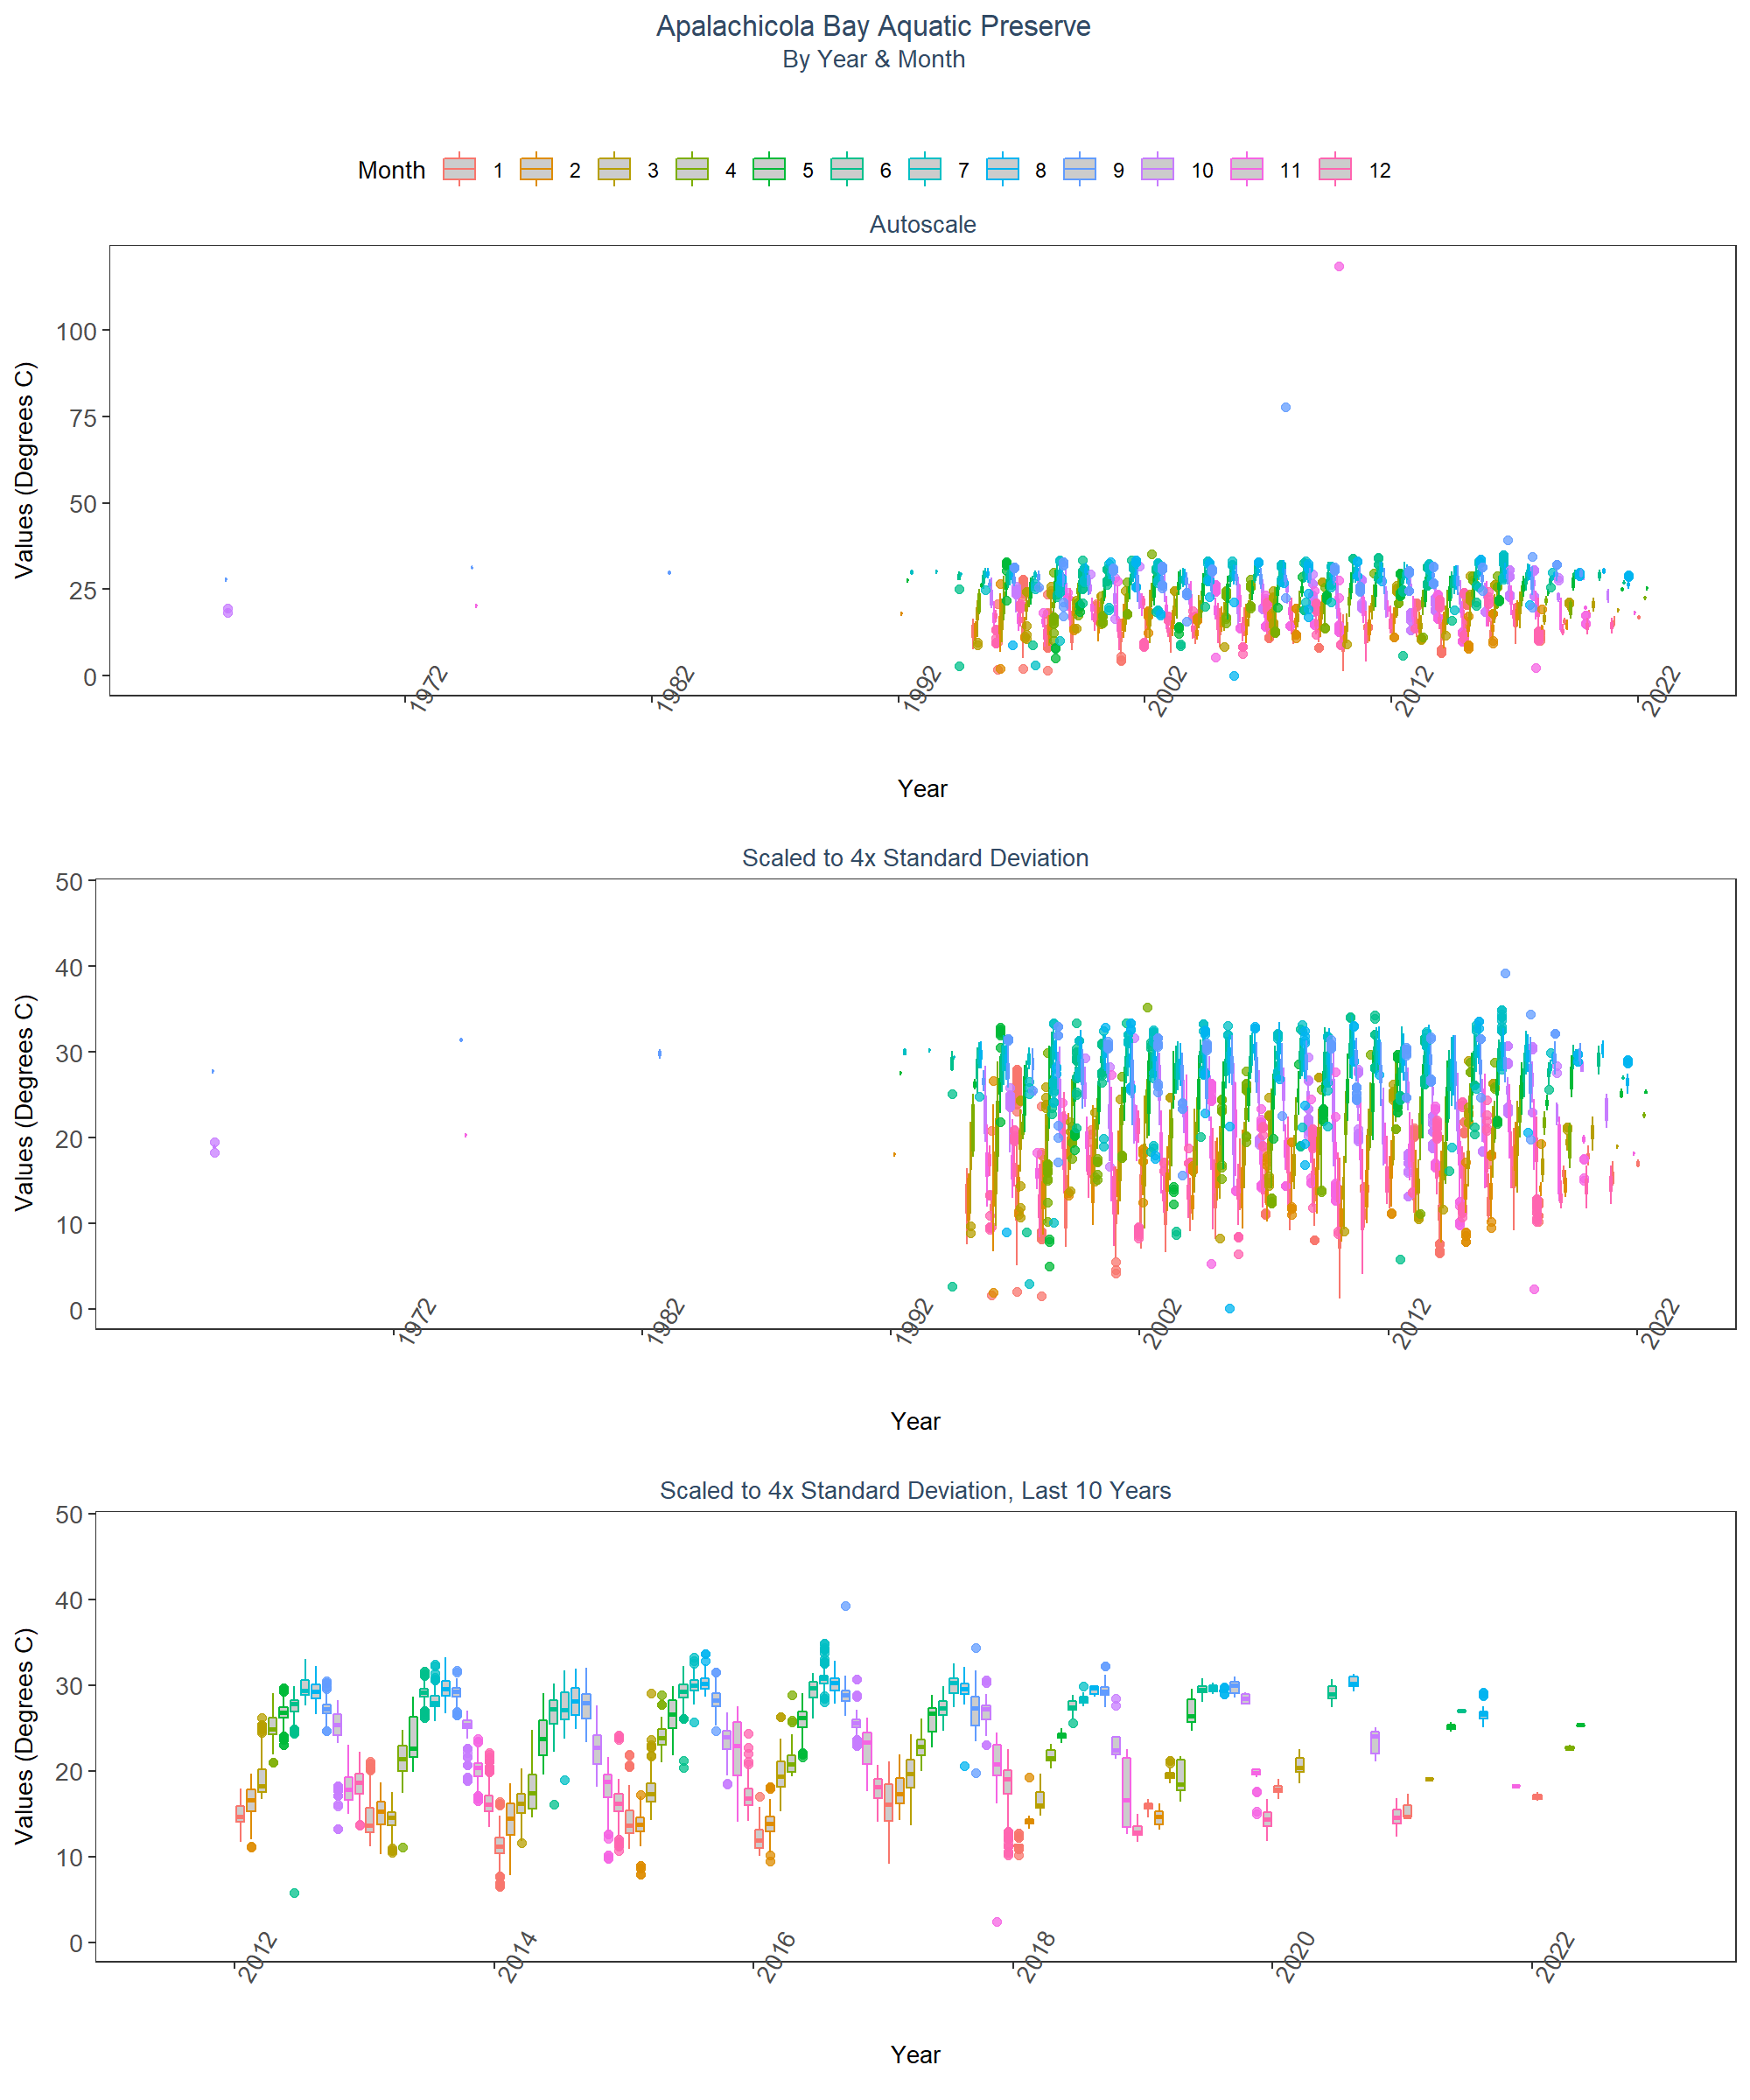 Apalachicola Bay Aquatic Preserve
By Year & Month
Month 1 2 3 4 5 6 7 8 9 10 11 12
Autoscale
Values (Degrees C)
100
75
50
25
0
1972 1982 1992 2002 2012 2022
Year
Scaled to 4x Standard Deviation
Values (Degrees C)
50
40
30
20
10
0
1972 1982 1992 2002 2012 2022
Year
Scaled to 4x Standard Deviation, Last 10 Years
Values (Degrees C)
50
40
30
20
10
0
2012 2014 2016 2018 2020 2022
Year